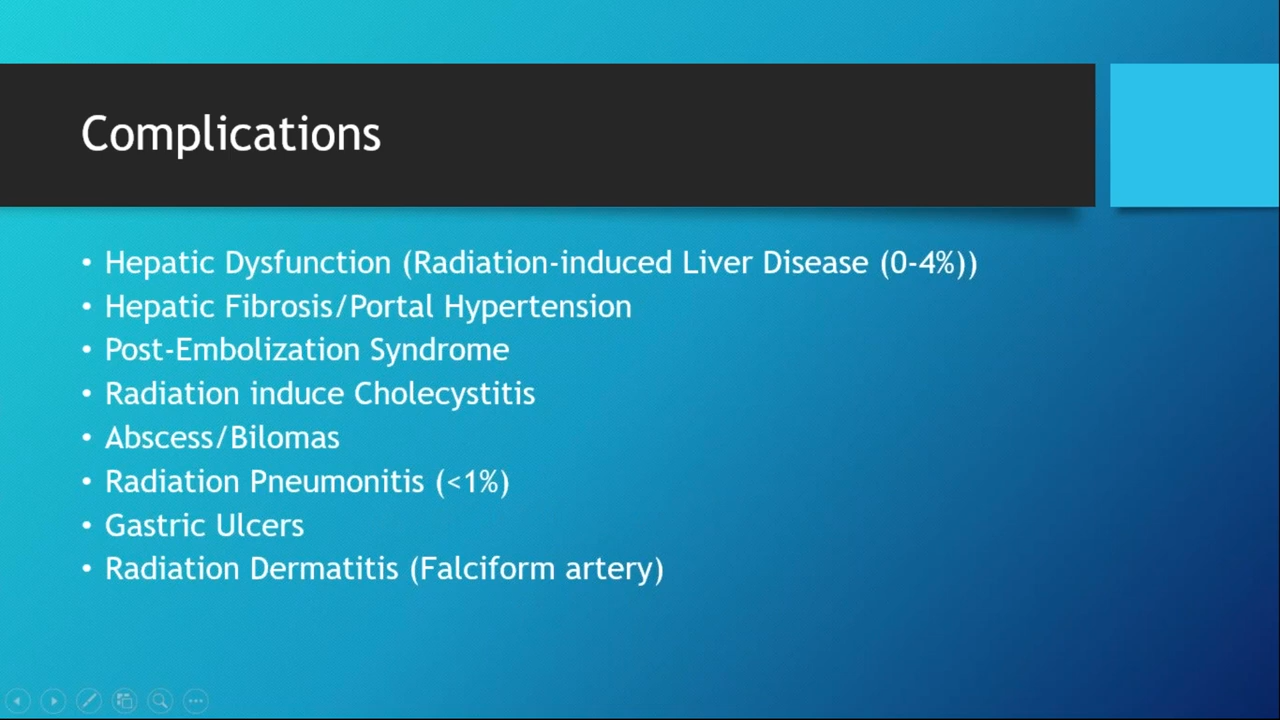 Complications
• Hepatic Dysfunction (Radiation-induced Liver Disease (0-4%))
• Hepatic Fibrosis/Portal Hypertension
• Post-Embolization Syndrome
• Radiation induce Cholecystitis
• Abscess/Bilomas
• Radiation Pneumonitis (<1%)
• Gastric Ulcers
• Radiation Dermatitis (Falciform artery)